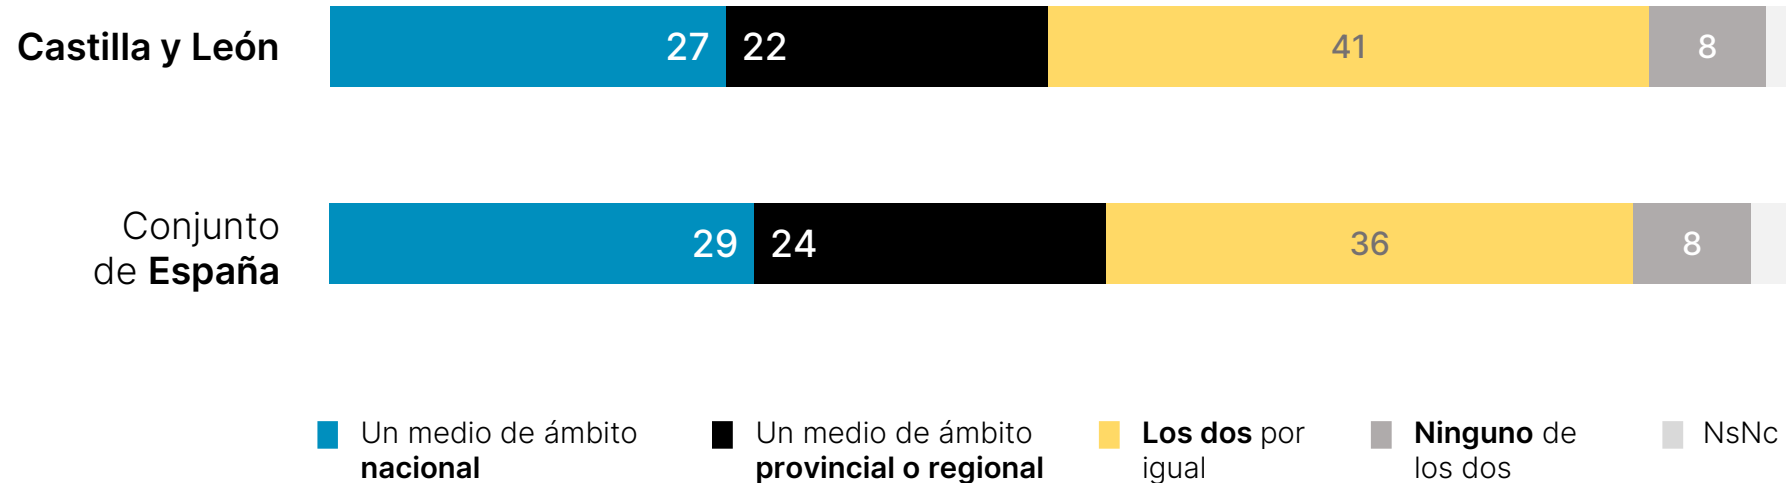 Castilla y León
27 22 41 8
Conjunto
de España
29 24 36 8
Un medio de ámbito
nacional
Un medio de ámbito
provincial o regional
Los dos por
igual
Ninguno de
los dos
NsNc